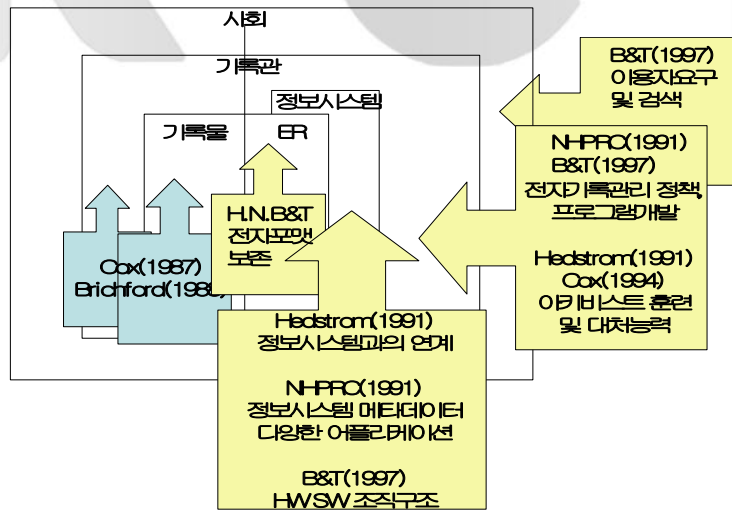 사회
기록관
정보시스템
기록물
ER
B&T(1997)
이용자요구
및 검색
NHPRC(1991)
B&T(1997)
전자기록관리 정책,
프로그램개발
Hedstrom(1991)
Cox(1994)
아키비스트 훈련
및 대처능력
H.N.B&T
전자포맷
보존
Cox(1987)
Brichford(198
Hedstrom(1991)
정보시스템과의 연계
NHPRC(1991)
정보시스템 메타데이터
다양한 어플리케이션
B&T(1997)
HW SW 조직구조